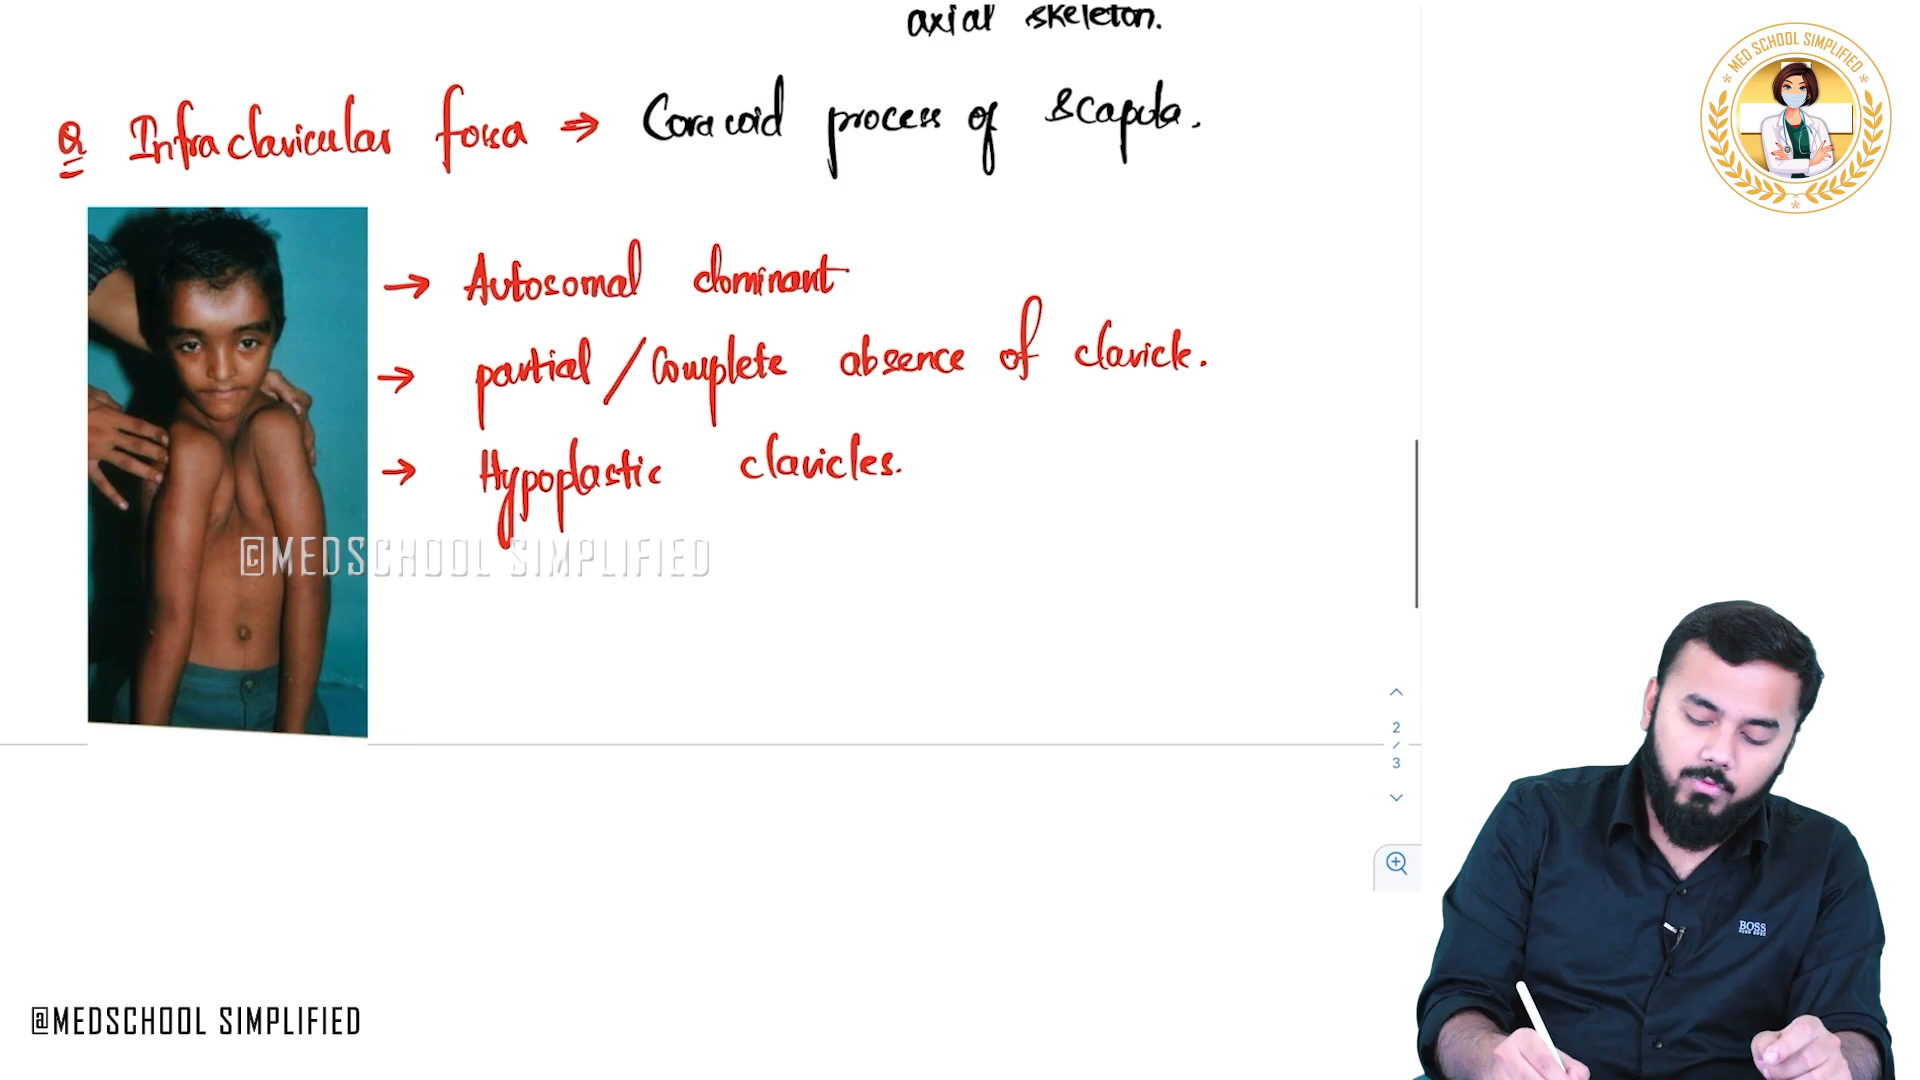 axial skeleton.
MED SCHOOL SIMPLIFIED
Q Infraclavicular fossa ⇒ Coracoid process of Scapula.
→ Autosomal dominant
→ partial/Complete absence of clavicle.
→ Hypoplastic clavicles.
©MEDSCHOOL SIMPLIFIED
2
/
3
BOSS
@MEDSCHOOL SIMPLIFIED